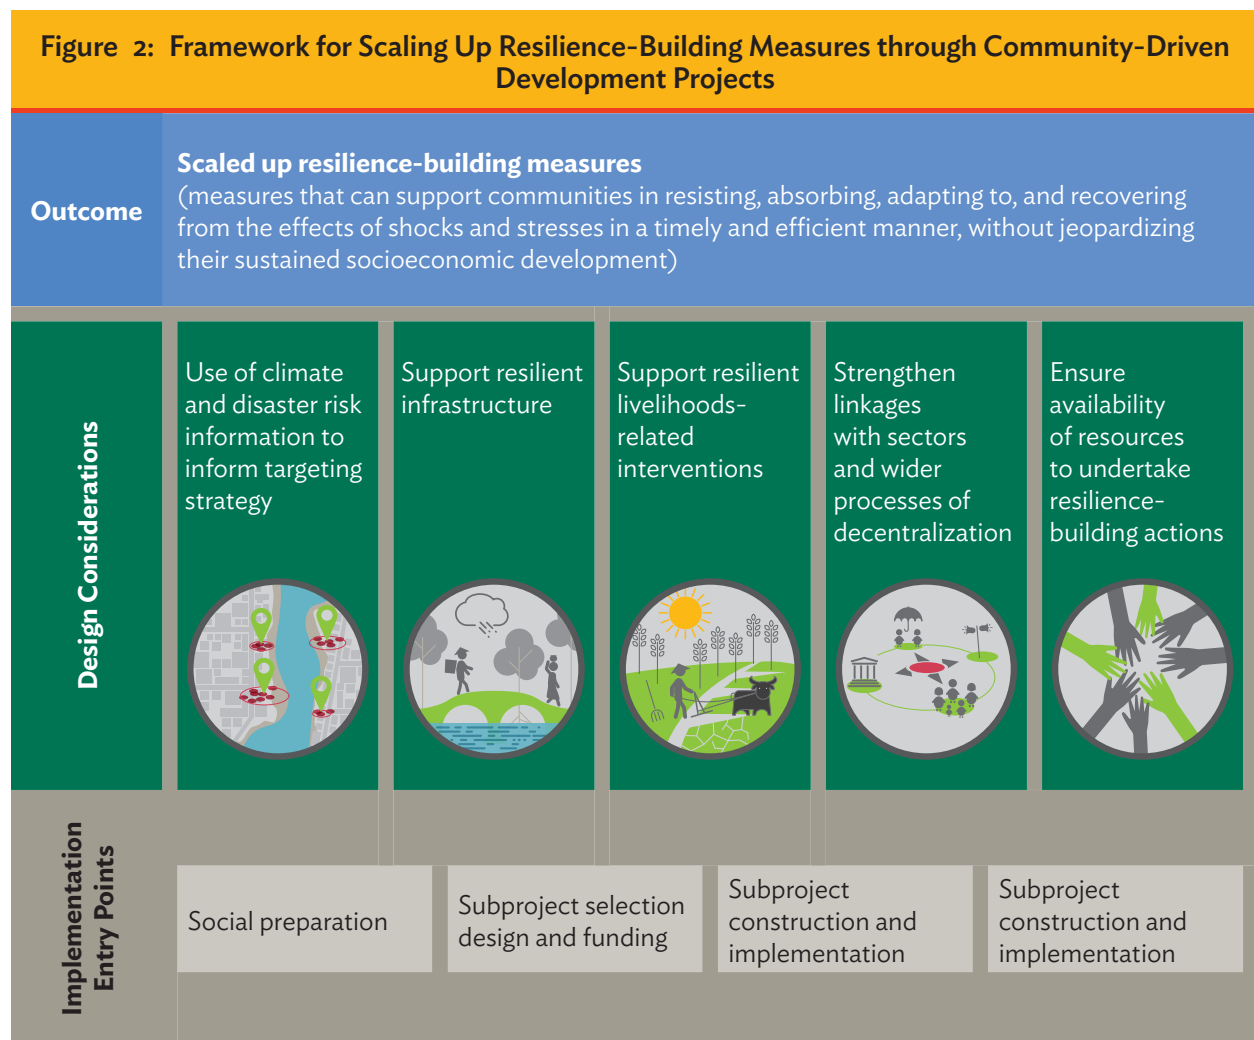 Figure 2: Framework for Scaling Up Resilience-Building Measures through Community-Driven
Development Projects
Outcome
Scaled up resilience-building measures
(measures that can support communities in resisting, absorbing, adapting to, and recovering
from the effects of shocks and stresses in a timely and efficient manner, without jeopardizing
their sustained socioeconomic development)
Design Considerations
Use of climate
and disaster risk
information to
inform targeting
strategy
Support resilient
infrastructure
Support resilient
livelihoods-
related
interventions
Strengthen
linkages
with sectors
and wider
processes of
decentralization
Ensure
availability
of resources
to undertake
resilience-
building actions
Implementation
Entry Points
Social preparation
Subproject selection
design and funding
Subproject
construction and
implementation
Subproject
construction and
implementation